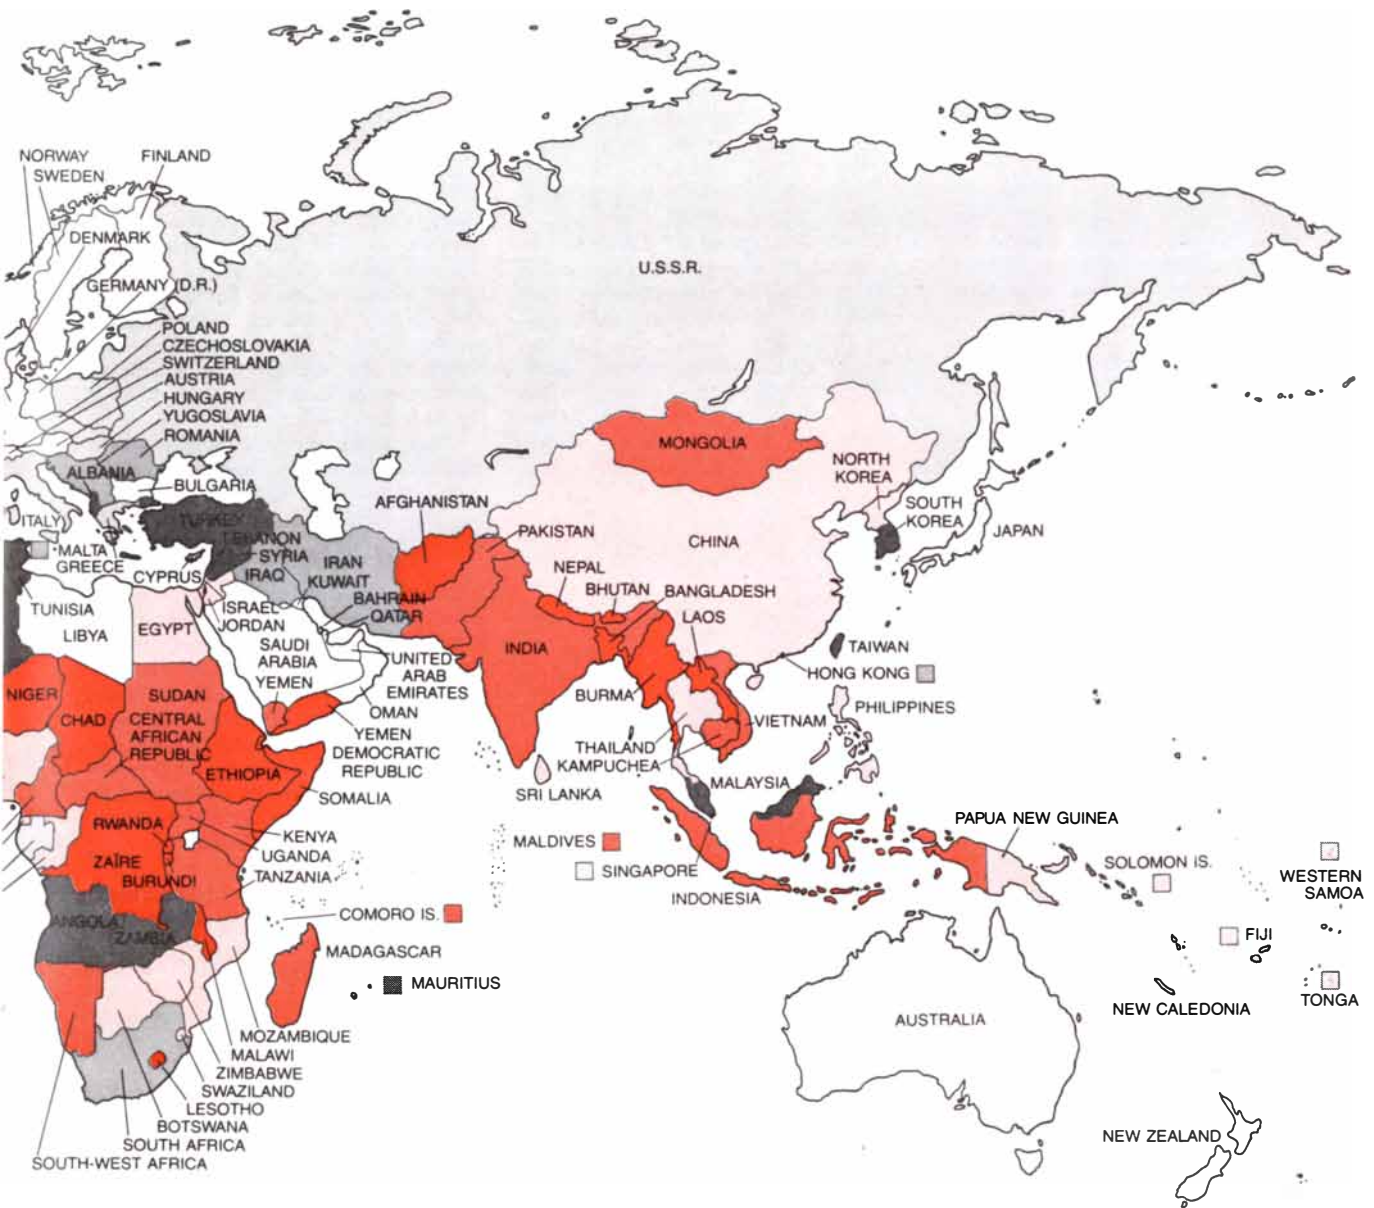 NORWAY
FINLAND
SWEDEN
DENMARK
GERMANY (D.R.)
U.S.S.R.
POLAND
CZECHOSLOVAKIA
SWITZERLAND
AUSTRIA
HUNGARY
YUGOSLAVIA
ROMANIA
ALBANIA
BULGARIA
ITALY
TURKEY
MALTA
GREECE
CYPRUS
LEBANON
SYRIA
IRAQ
IRAN
KUWAIT
BAHRAIN
QATAR
AFGHANISTAN
PAKISTAN
MONGOLIA
NORTH
KOREA
SOUTH
KOREA
JAPAN
CHINA
NEPAL
BHUTAN
BANGLADESH
LAOS
TUNISIA
LIBYA
EGYPT
ISRAEL
JORDAN
SAUDI
ARABIA
YEMEN
UNITED
ARAB
EMIRATES
OMAN
YEMEN
DEMOCRATIC
REPUBLIC
INDIA
BURMA
TAIWAN
HONG KONG
PHILIPPINES
VIETNAM
THAILAND
KAMPUCHEA
MALAYSIA
SRI LANKA
NIGER
CHAD
SUDAN
CENTRAL
AFRICAN
REPUBLIC
ETHIOPIA
SOMALIA
KENYA
UGANDA
TANZANIA
RWANDA
ZAÏRE
BURUNDI
MALDIVES
SINGAPORE
INDONESIA
PAPUA NEW GUINEA
SOLOMON IS.
WESTERN
SAMOA
FIJI
TONGA
NEW CALEDONIA
ANGOLA
ZAMBIA
COMORO IS.
MADAGASCAR
MAURITIUS
AUSTRALIA
MOZAMBIQUE
MALAWI
ZIMBABWE
SWAZILAND
LESOTHO
BOTSWANA
SOUTH AFRICA
SOUTH-WEST AFRICA
NEW ZEALAND